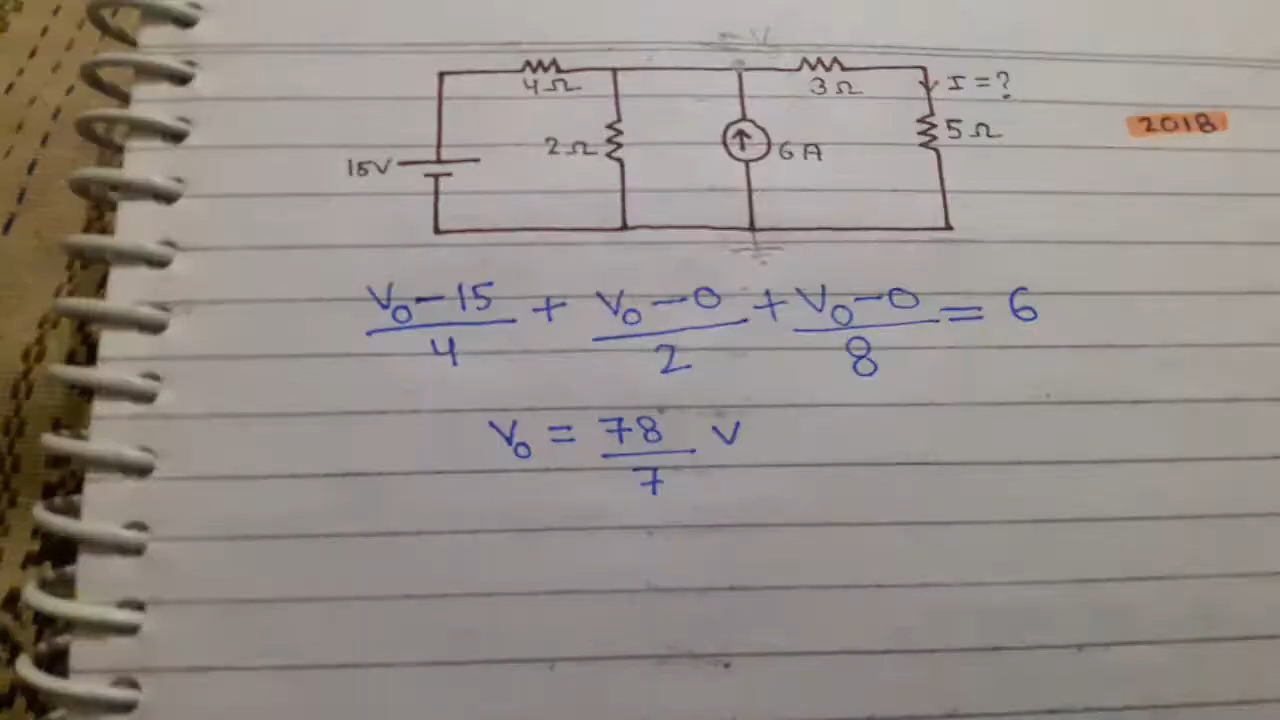 V
4Ω 3Ω I = ?
2Ω 6A 5Ω 2018
15V
V₀-15/4 + V₀-0/2 + V₀-0/8 = 6
V₀ = 78/7 V